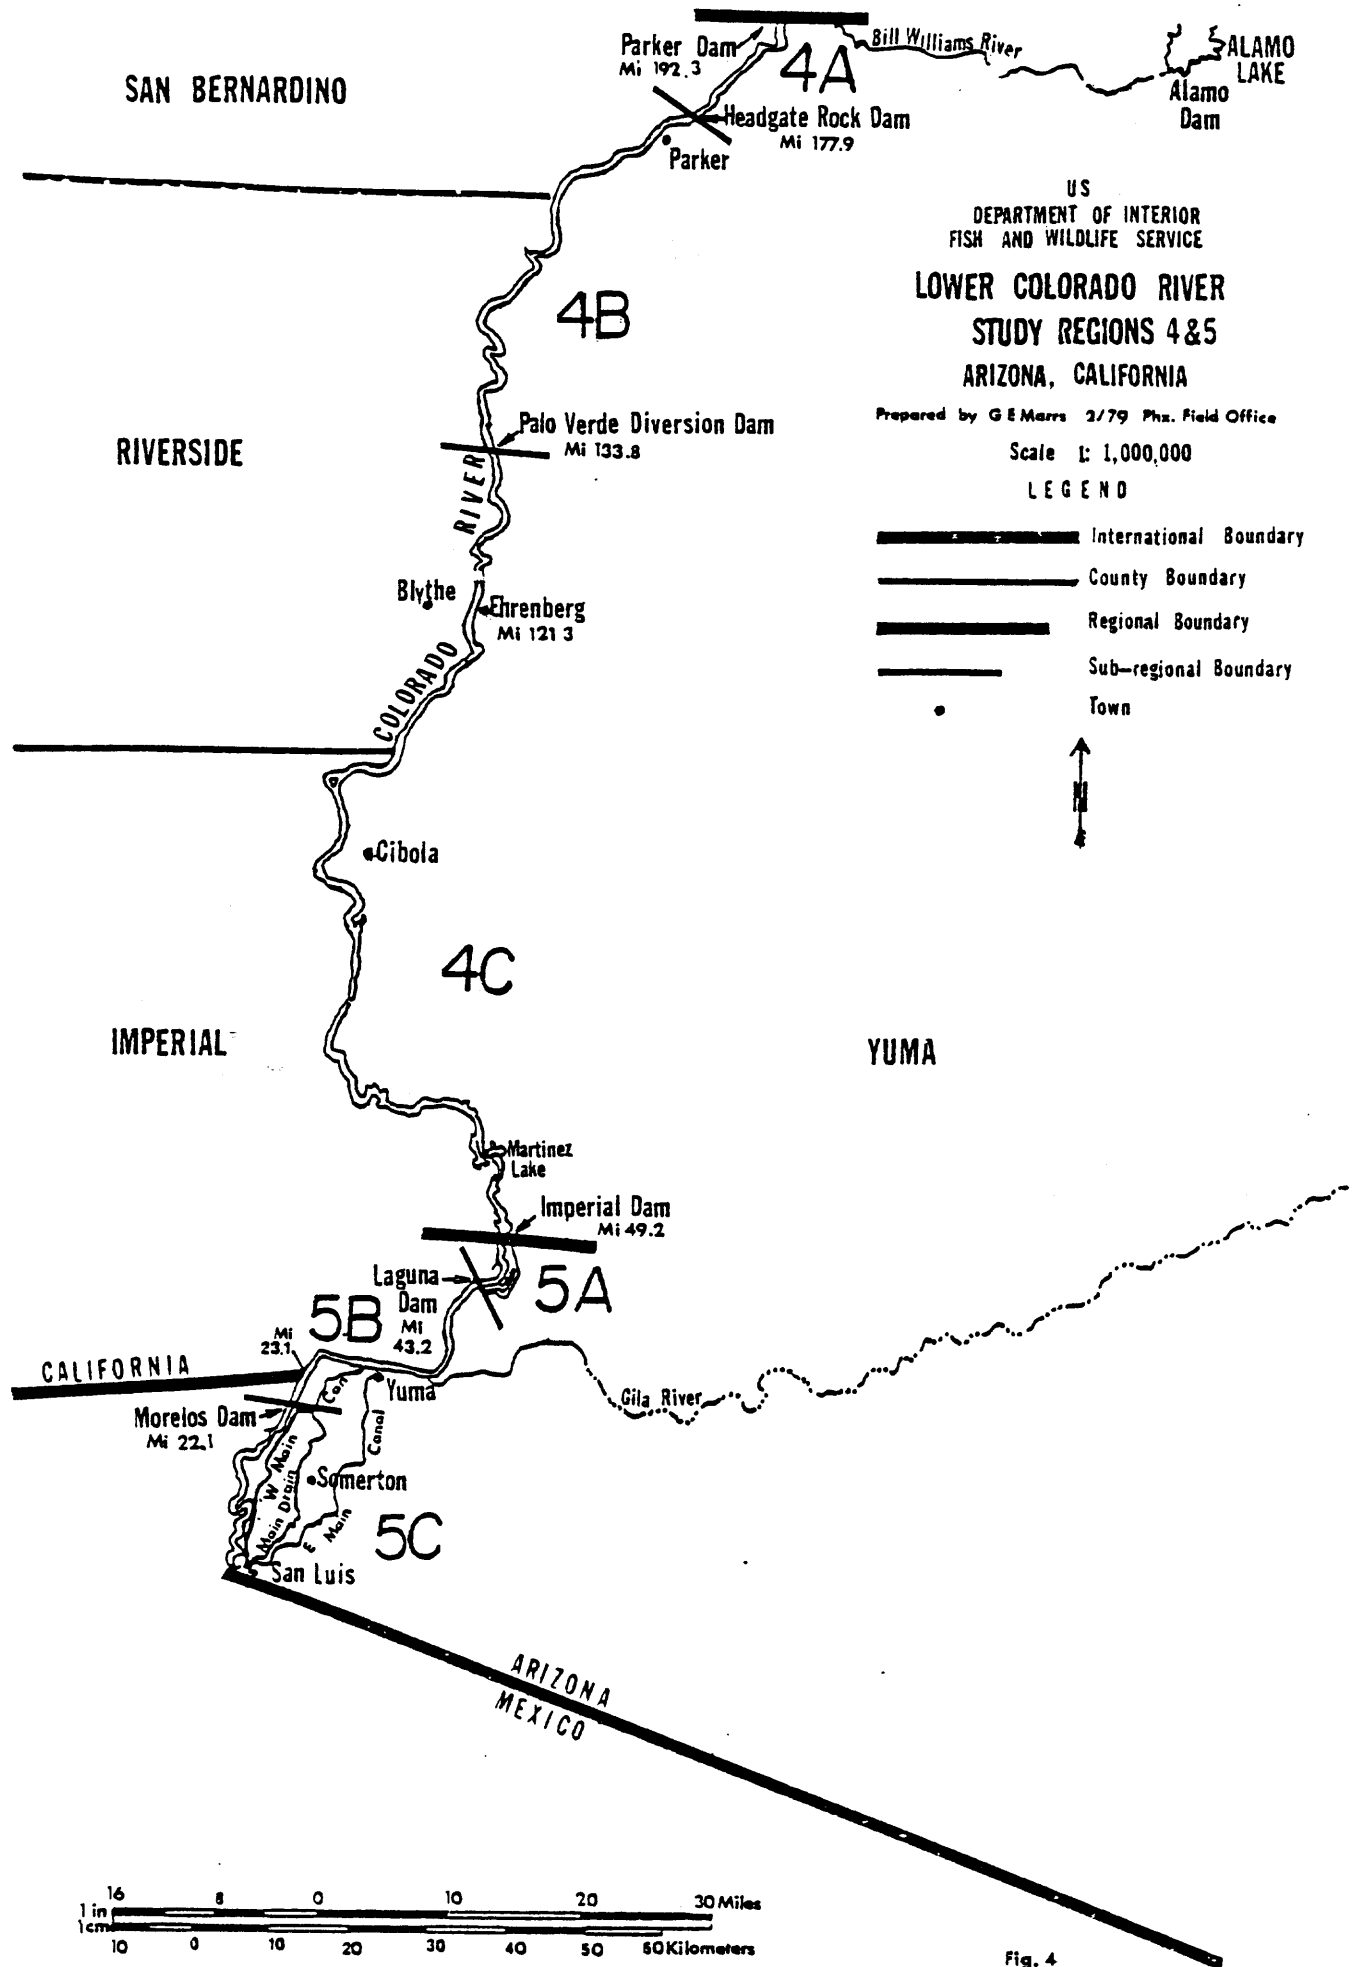 Parker Dam
Mi 192.3
4A
Bill Williams River
ALAMO
LAKE
Alamo
Dam
SAN BERNARDINO
Headgate Rock Dam
Mi 177.9
Parker
US
DEPARTMENT OF INTERIOR
FISH AND WILDLIFE SERVICE
LOWER COLORADO RIVER
STUDY REGIONS 4&5
ARIZONA, CALIFORNIA
Prepared by G E Marrs 2/79 Phx. Field Office
Scale 1: 1,000,000
LEGEND
International Boundary
County Boundary
Regional Boundary
Sub-regional Boundary
Town
N
4B
RIVERSIDE
Palo Verde Diversion Dam
Mi 133.8
COLORADO RIVER
Blythe
Ehrenberg
Mi 121 3
Cibola
4C
IMPERIAL
YUMA
Martinez
Lake
Imperial Dam
Mi 49.2
Laguna
Dam
Mi
43.2
5A
5B
Mi
23.1
CALIFORNIA
Yuma
Gila River
Morelos Dam
Mi 22.1
W Main Can
Main Drain
E Main Canal
Somerton
5C
San Luis
ARIZONA
MEXICO
16 8 0 10 20 30 Miles
1 in
1cm
10 0 10 20 30 40 50 60 Kilometers
Fig. 4